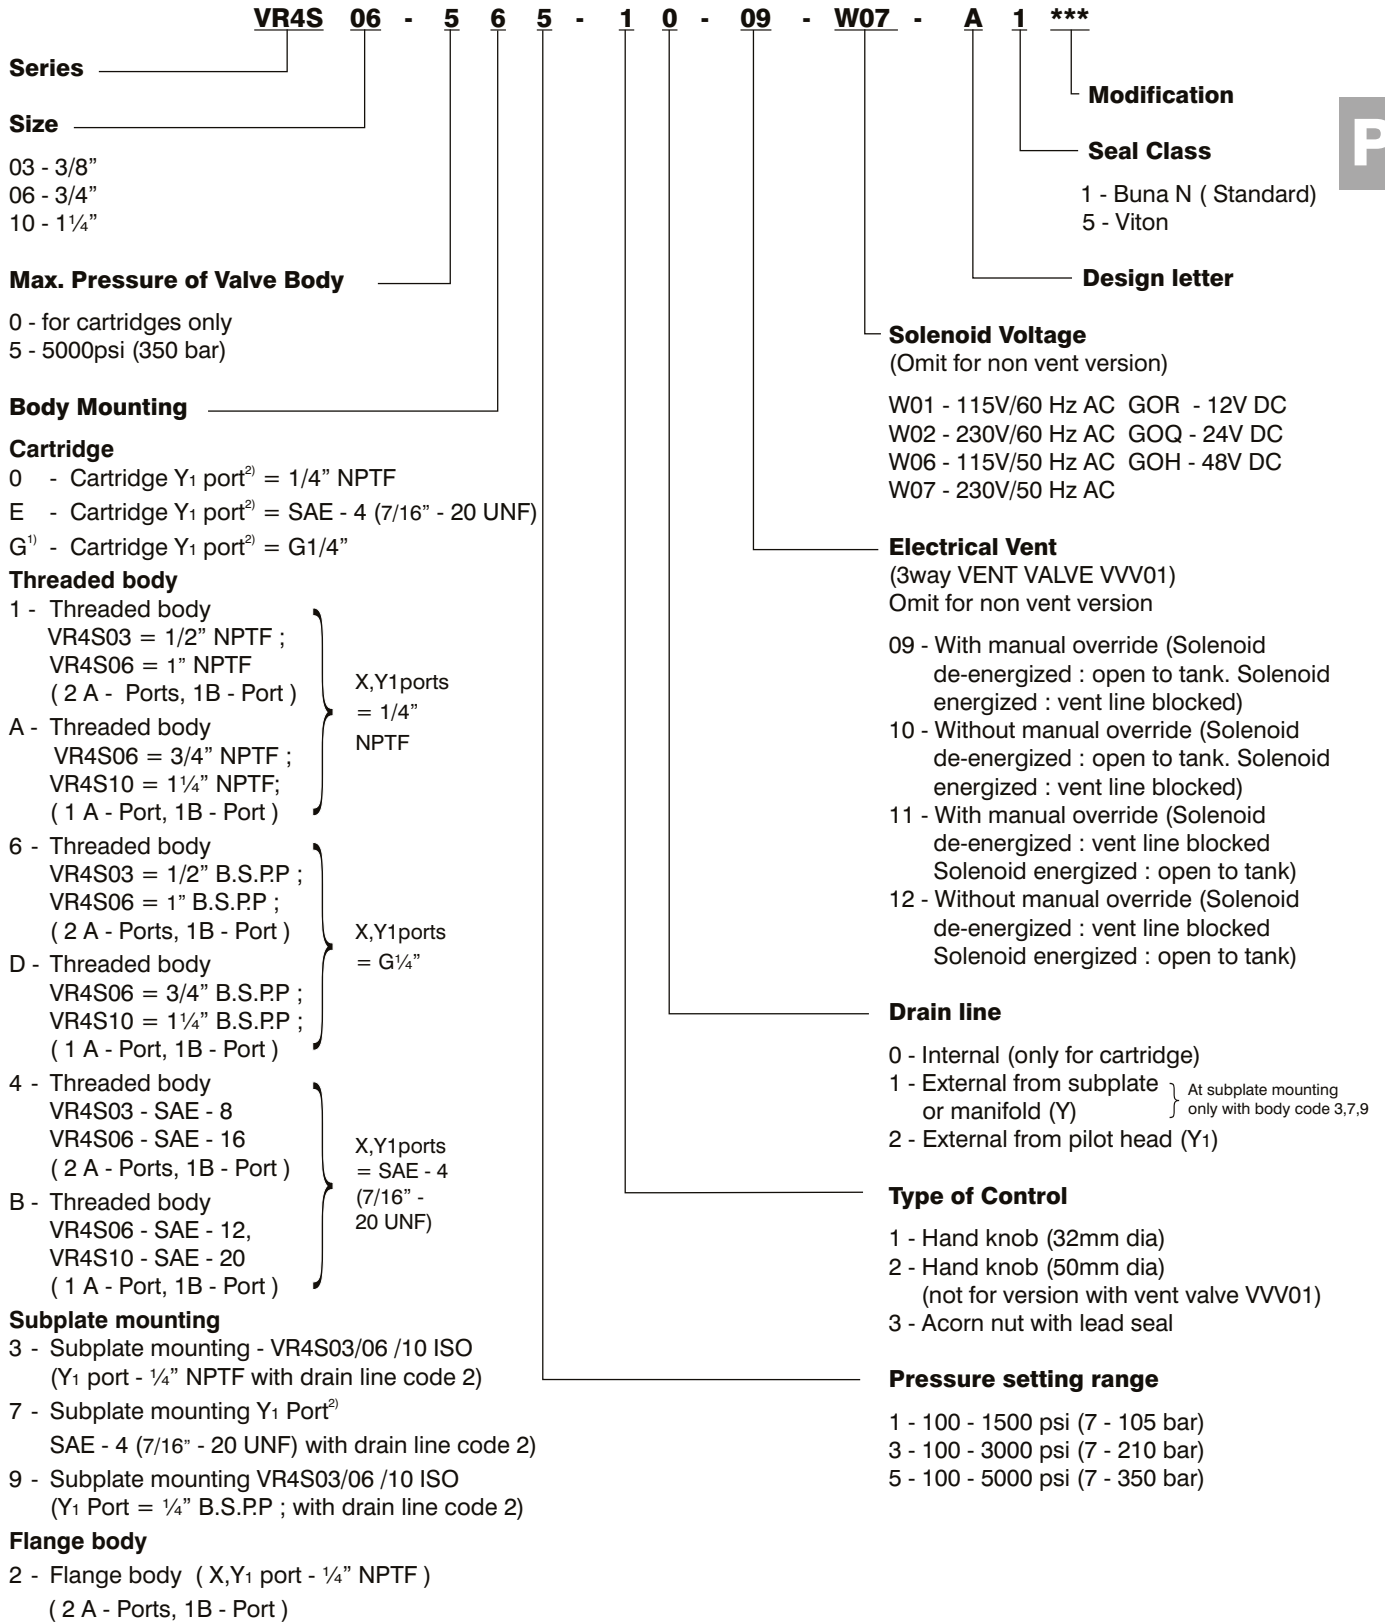 VR4S 06 - 5 6 5 - 1 0 - 09 - W07 - A 1 ***
Series
Size
03 - 3/8”
06 - 3/4”
10 - 1¼”
Max. Pressure of Valve Body
0 - for cartridges only
5 - 5000psi (350 bar)
Body Mounting
Cartridge
0 - Cartridge Y1 port2) = 1/4” NPTF
E - Cartridge Y1 port2) = SAE - 4 (7/16” - 20 UNF)
G1) - Cartridge Y1 port2) = G1/4”
Threaded body
1 - Threaded body
VR4S03 = 1/2” NPTF ;
VR4S06 = 1” NPTF
( 2 A - Ports, 1B - Port )
A - Threaded body
VR4S06 = 3/4” NPTF ;
VR4S10 = 1¼” NPTF;
( 1 A - Port, 1B - Port )
X,Y1ports
= 1/4”
NPTF
6 - Threaded body
VR4S03 = 1/2” B.S.P.P ;
VR4S06 = 1” B.S.P.P ;
( 2 A - Ports, 1B - Port )
D - Threaded body
VR4S06 = 3/4” B.S.P.P ;
VR4S10 = 1¼” B.S.P.P ;
( 1 A - Port, 1B - Port )
X,Y1ports
= G¼”
4 - Threaded body
VR4S03 - SAE - 8
VR4S06 - SAE - 16
( 2 A - Ports, 1B - Port )
B - Threaded body
VR4S06 - SAE - 12,
VR4S10 - SAE - 20
( 1 A - Port, 1B - Port )
X,Y1ports
= SAE - 4
(7/16” -
20 UNF)
Subplate mounting
3 - Subplate mounting - VR4S03/06 /10 ISO
(Y1 port - ¼” NPTF with drain line code 2)
7 - Subplate mounting Y1 Port2)
SAE - 4 (7/16” - 20 UNF) with drain line code 2)
9 - Subplate mounting VR4S03/06 /10 ISO
(Y1 Port = ¼” B.S.P.P ; with drain line code 2)
Flange body
2 - Flange body ( X,Y1 port - ¼” NPTF )
( 2 A - Ports, 1B - Port )
Modification
P
Seal Class
1 - Buna N ( Standard)
5 - Viton
Design letter
Solenoid Voltage
(Omit for non vent version)
W01 - 115V/60 Hz AC GOR - 12V DC
W02 - 230V/60 Hz AC GOQ - 24V DC
W06 - 115V/50 Hz AC GOH - 48V DC
W07 - 230V/50 Hz AC
Electrical Vent
(3way VENT VALVE VVV01)
Omit for non vent version
09 - With manual override (Solenoid
de-energized : open to tank. Solenoid
energized : vent line blocked)
10 - Without manual override (Solenoid
de-energized : open to tank. Solenoid
energized : vent line blocked)
11 - With manual override (Solenoid
de-energized : vent line blocked
Solenoid energized : open to tank)
12 - Without manual override (Solenoid
de-energized : vent line blocked
Solenoid energized : open to tank)
Drain line
0 - Internal (only for cartridge)
1 - External from subplate
or manifold (Y)
At subplate mounting
only with body code 3,7,9
2 - External from pilot head (Y1)
Type of Control
1 - Hand knob (32mm dia)
2 - Hand knob (50mm dia)
(not for version with vent valve VVV01)
3 - Acorn nut with lead seal
Pressure setting range
1 - 100 - 1500 psi (7 - 105 bar)
3 - 100 - 3000 psi (7 - 210 bar)
5 - 100 - 5000 psi (7 - 350 bar)